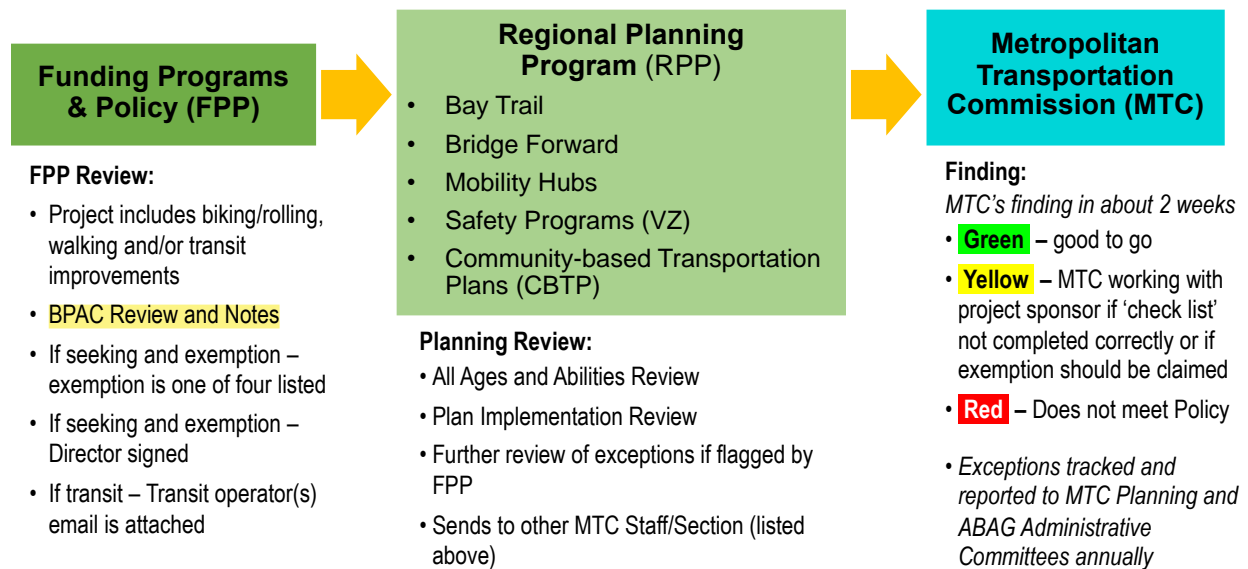 Funding Programs
& Policy (FPP)
FPP Review:
• Project includes biking/rolling,
walking and/or transit
improvements
• BPAC Review and Notes
• If seeking and exemption –
exemption is one of four listed
• If seeking and exemption –
Director signed
• If transit – Transit operator(s)
email is attached
Regional Planning
Program (RPP)
• Bay Trail
• Bridge Forward
• Mobility Hubs
• Safety Programs (VZ)
• Community-based Transportation
Plans (CBTP)
Planning Review:
• All Ages and Abilities Review
• Plan Implementation Review
• Further review of exceptions if flagged by
FPP
• Sends to other MTC Staff/Section (listed
above)
Metropolitan
Transportation
Commission (MTC)
Finding:
MTC's finding in about 2 weeks
• Green – good to go
• Yellow – MTC working with
project sponsor if ‘check list’
not completed correctly or if
exemption should be claimed
• Red – Does not meet Policy
• Exceptions tracked and
reported to MTC Planning and
ABAG Administrative
Committees annually